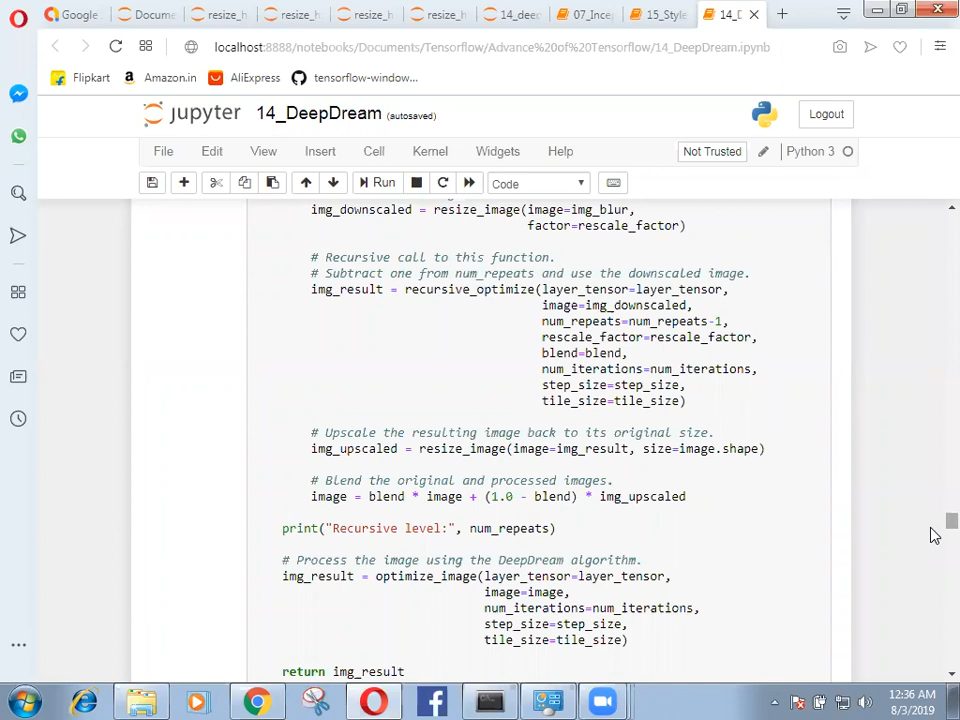 Google
Docume
resize_h
resize_h
resize_h
resize_h
14_deep
07_Incep
15_Style
14_D
localhost:8888/notebooks/Documents/Tensorflow/Advance%20of%20Tensorflow/14_DeepDream.ipynb
Flipkart
Amazon.in
AliExpress
tensorflow-window...
jupyter 14_DeepDream (autosaved)
Logout
File Edit View Insert Cell Kernel Widgets Help
Not Trusted
Python 3
Run
Code
img_downscaled = resize_image(image=img_blur,
factor=rescale_factor)
# Recursive call to this function.
# Subtract one from num_repeats and use the downscaled image.
img_result = recursive_optimize(layer_tensor=layer_tensor,
image=img_downscaled,
num_repeats=num_repeats-1,
rescale_factor=rescale_factor,
blend=blend,
num_iterations=num_iterations,
step_size=step_size,
tile_size=tile_size)
# Upscale the resulting image back to its original size.
img_upscaled = resize_image(image=img_result, size=image.shape)
# Blend the original and processed images.
image = blend * image + (1.0 - blend) * img_upscaled
print("Recursive level:", num_repeats)
# Process the image using the DeepDream algorithm.
img_result = optimize_image(layer_tensor=layer_tensor,
image=image,
num_iterations=num_iterations,
step_size=step_size,
tile_size=tile_size)
return img_result
12:36 AM
8/3/2019